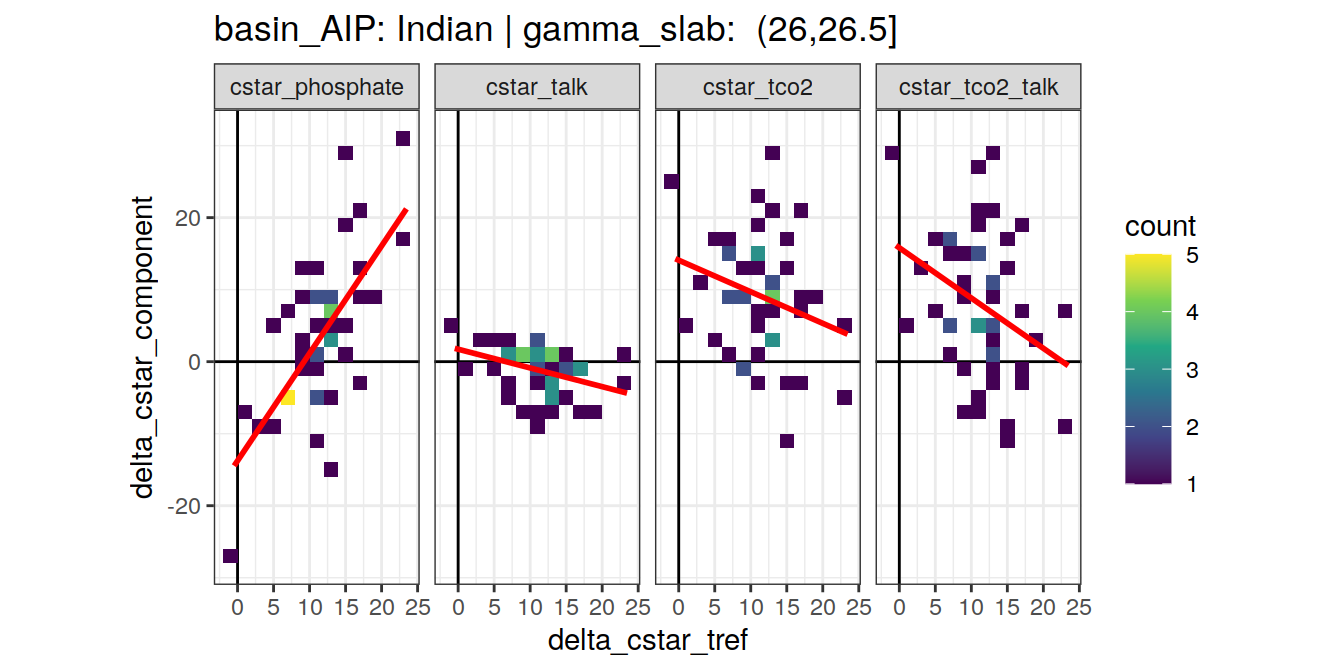 basin_AIP: Indian | gamma_slab:  (26,26.5]
cstar_phosphate cstar_talk cstar_tco2 cstar_tco2_talk
delta_cstar_component
20
0
-20
0 5 10 15 20 25 0 5 10 15 20 25 0 5 10 15 20 25 0 5 10 15 20 25
delta_cstar_tref
count
5
4
3
2
1